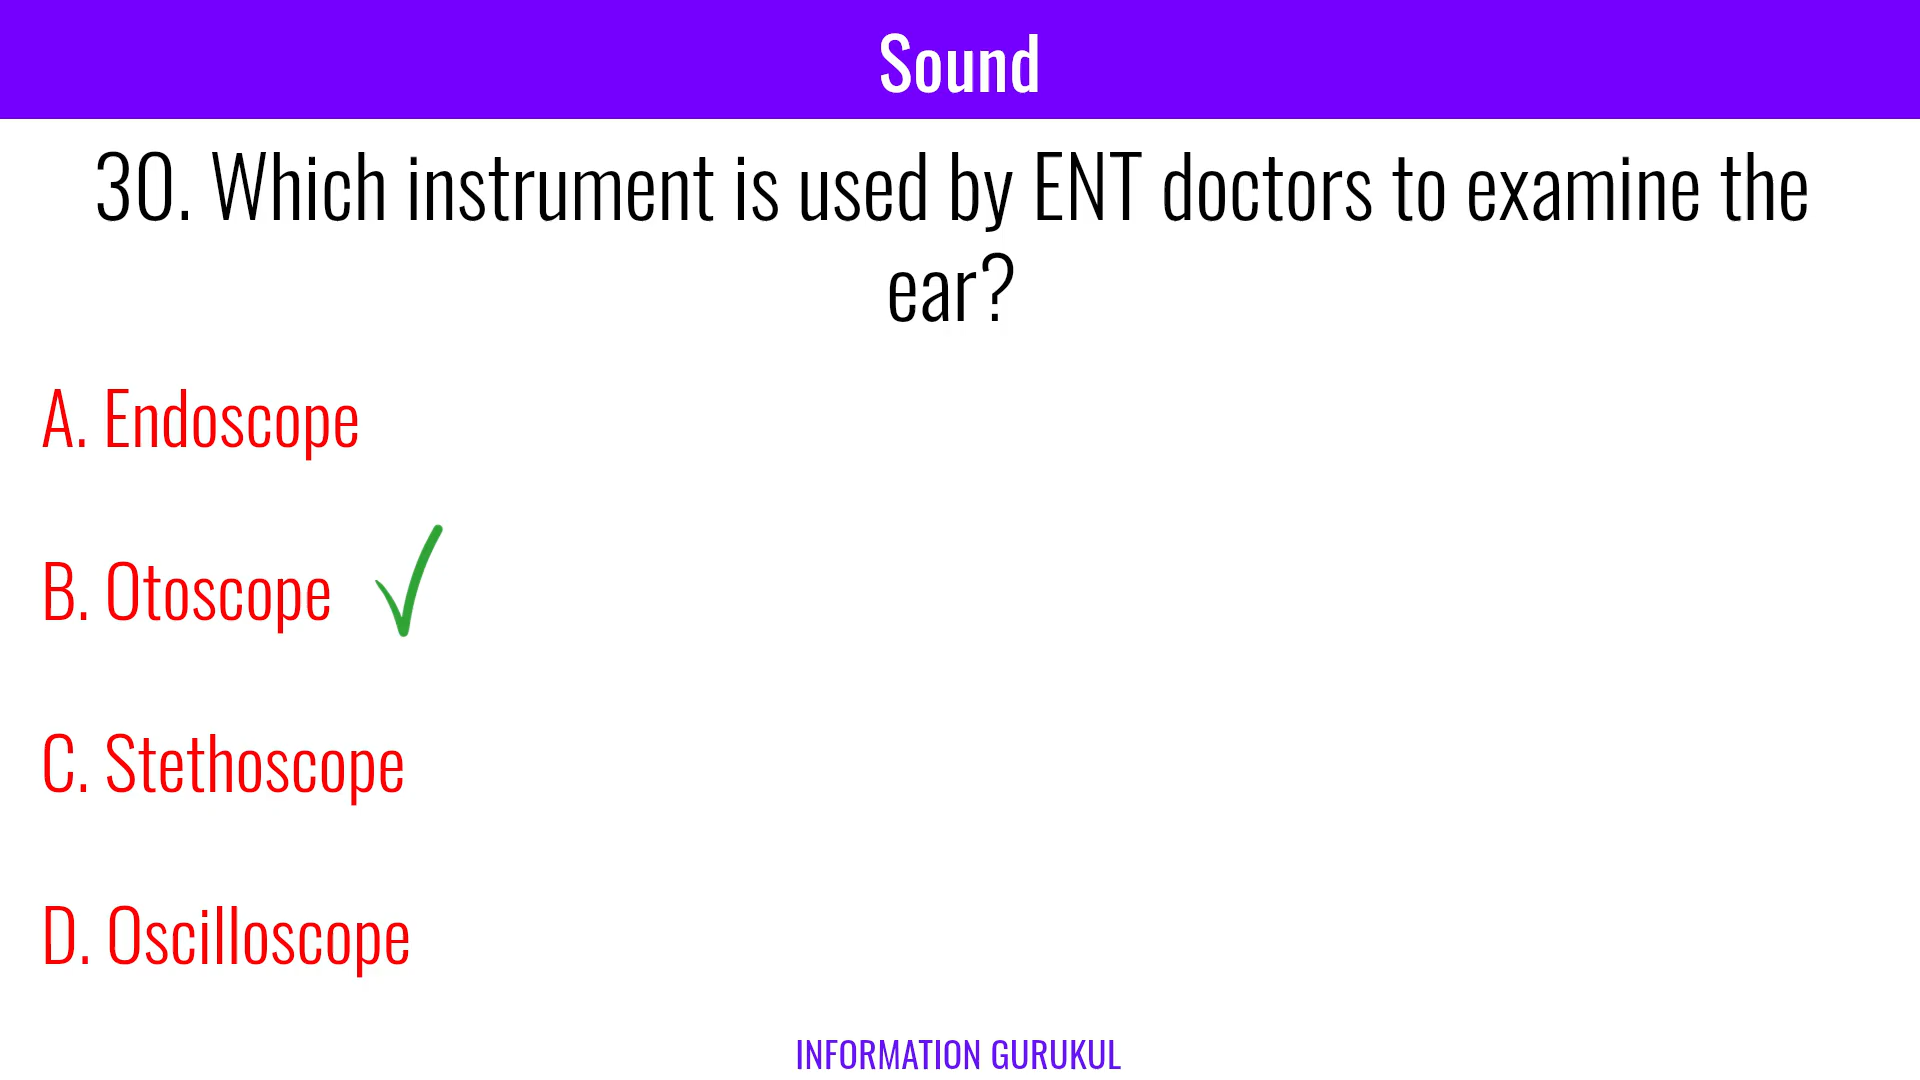 Sound
30. Which instrument is used by ENT doctors to examine the
ear?
A. Endoscope
B. Otoscope
C. Stethoscope
D. Oscilloscope
INFORMATION GURUKUL